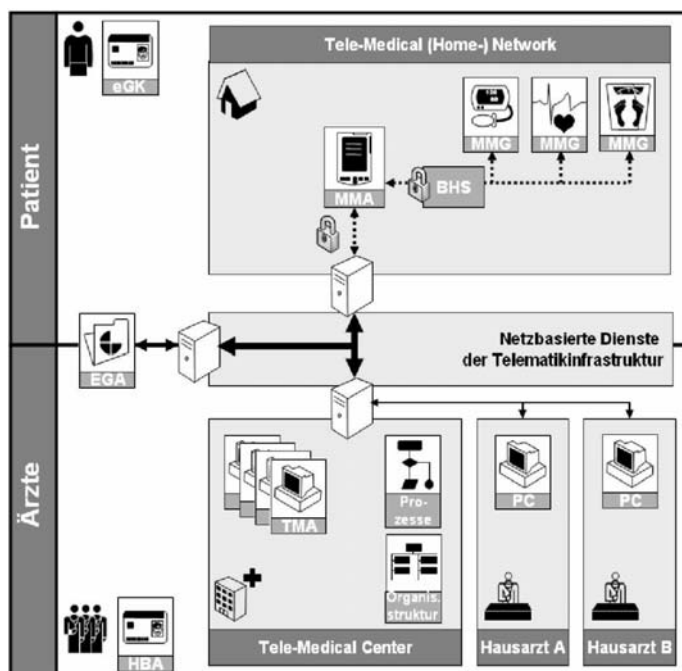 Patient
eGK
Tele-Medical (Home-) Network
MMG
MMG
MMG
MMA
BHS
EGA
Netzbasierte Dienste
der Telematikinfrastruktur
Ärzte
HBA
TMA
Pro-
zesse
Organis.
struktur
Tele-Medical Center
PC
PC
Hausarzt A
Hausarzt B